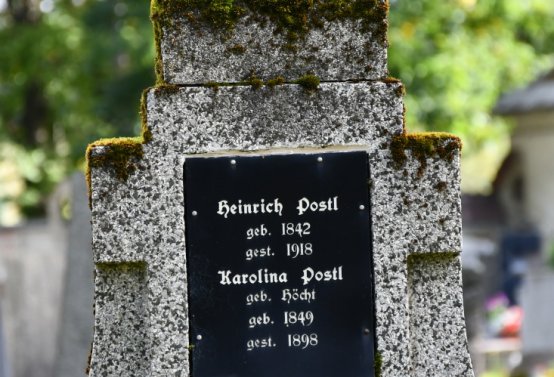 Heinrich Postl
geb. 1842
gest. 1918
Karolina Postl
geb. Höcht
geb. 1849
gest. 1898